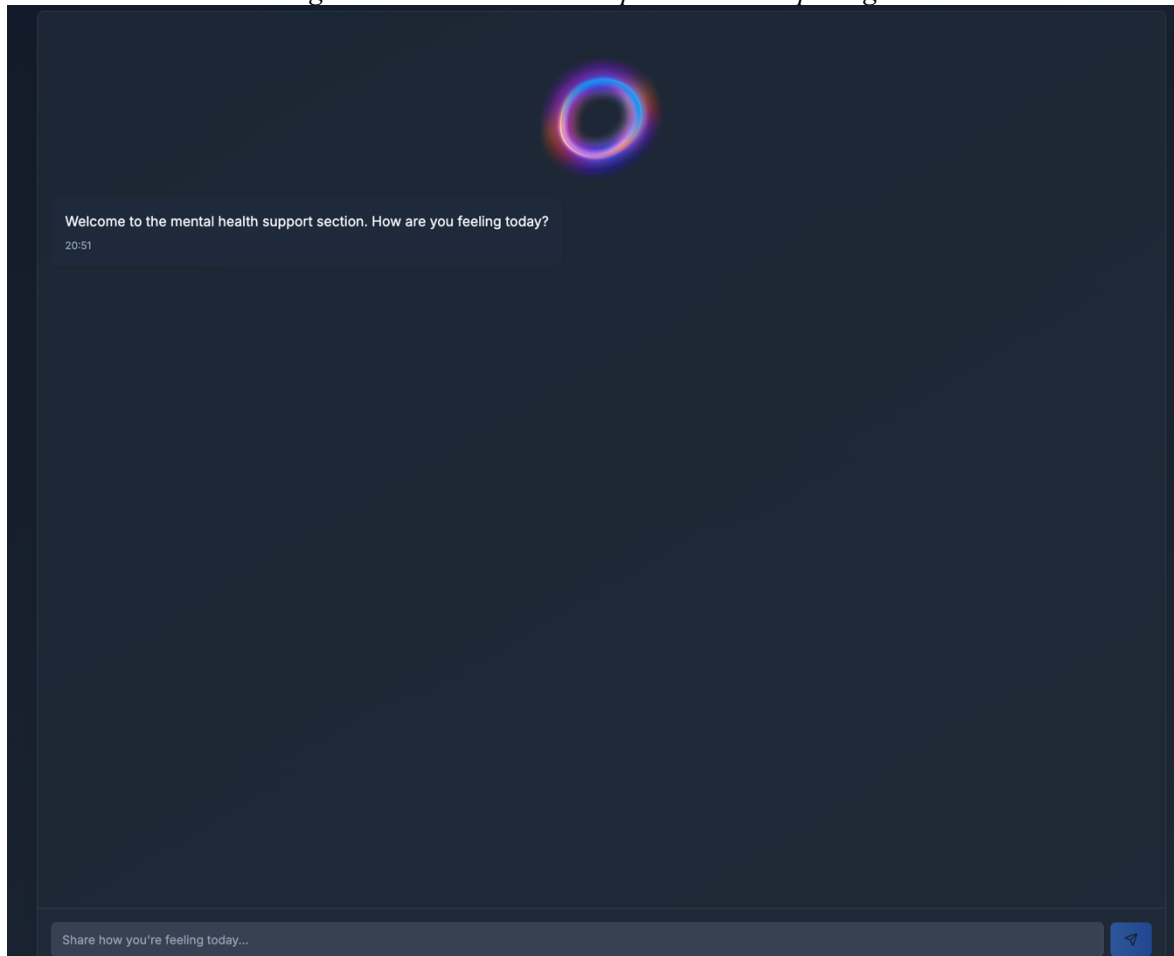 Welcome to the mental health support section. How are you feeling today?
20:51
Share how you're feeling today...